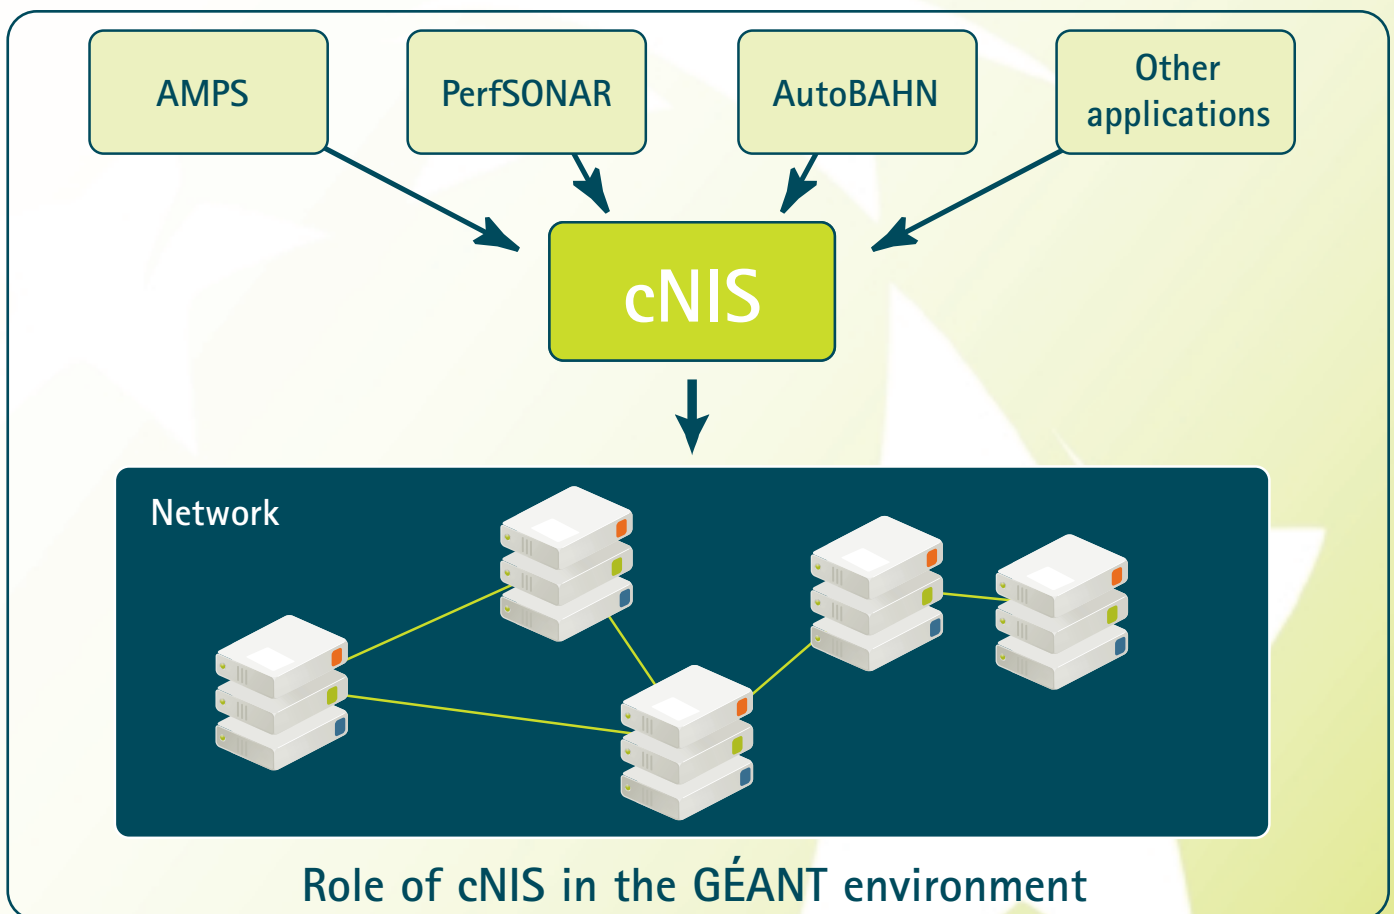 AMPS
PerfSONAR
AutoBAHN
Other
applications
cNIS
Network
Role of cNIS in the GÉANT environment